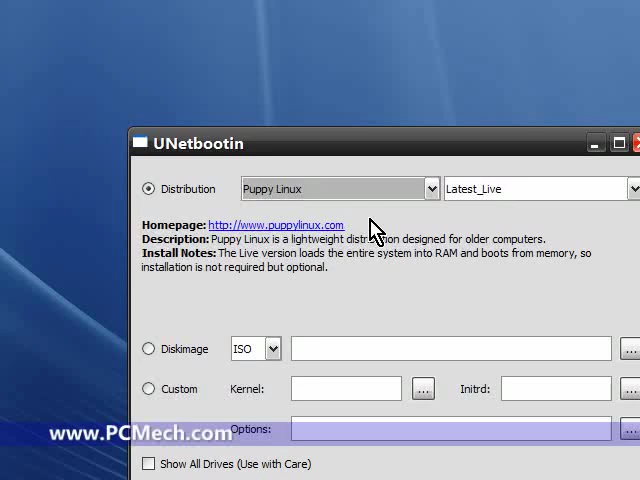 UNetbootin
Distribution Puppy Linux Latest_Live
Homepage: http://www.puppylinux.com
Description: Puppy Linux is a lightweight distribution designed for older computers.
Install Notes: The Live version loads the entire system into RAM and boots from memory, so
installation is not required but optional.
Diskimage ISO ...
Custom Kernel: ... Initrd: ...
www.PCMech.com Options: ...
Show All Drives (Use with Care)